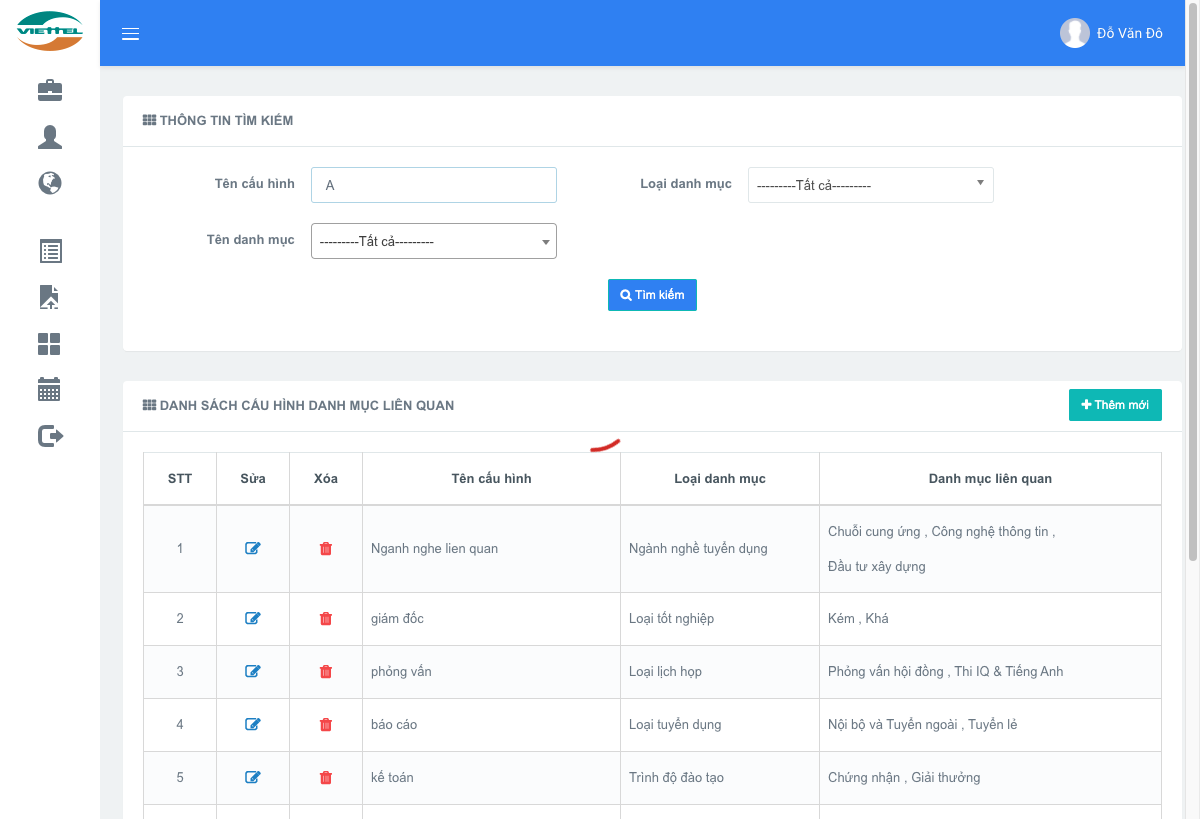 VIETTEL
Đỗ Văn Đô
THÔNG TIN TÌM KIẾM
Tên cấu hình
A
Loại danh mục
---------Tất cả---------
Tên danh mục
---------Tất cả---------
Tìm kiếm
DANH SÁCH CẤU HÌNH DANH MỤC LIÊN QUAN
Thêm mới
STT Sửa Xóa Tên cấu hình Loại danh mục Danh mục liên quan
1 Nganh nghe lien quan Ngành nghề tuyển dụng Chuỗi cung ứng , Công nghệ thông tin ,
Đầu tư xây dựng
2 giám đốc Loại tốt nghiệp Kém , Khá
3 phỏng vấn Loại lịch họp Phỏng vấn hội đồng , Thi IQ & Tiếng Anh
4 báo cáo Loại tuyển dụng Nội bộ và Tuyển ngoài , Tuyển lẻ
5 kế toán Trình độ đào tạo Chứng nhận , Giải thưởng